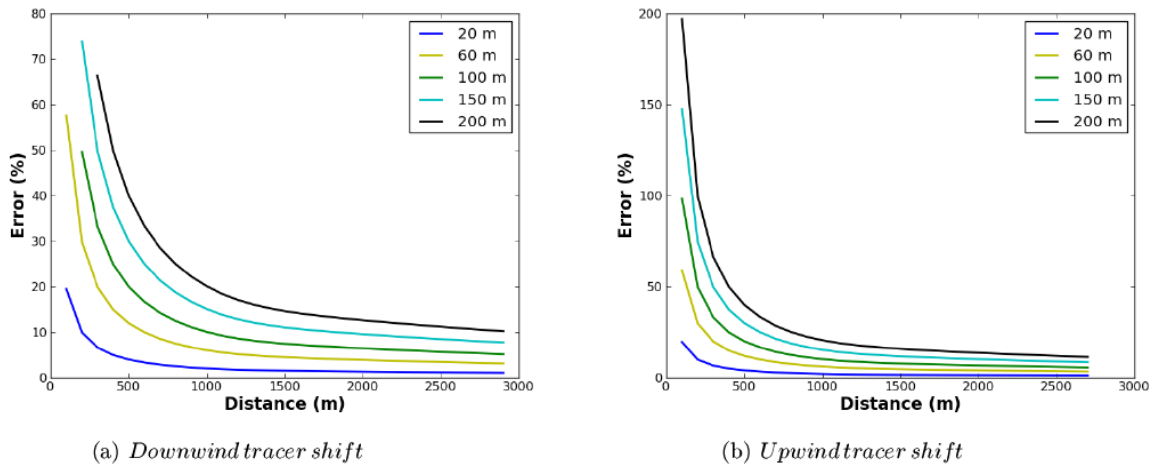 80
70
60
50
40
30
20
10
0
Error (%)
20 m
60 m
100 m
150 m
200 m
0 500 1000 1500 2000 2500 3000
Distance (m)
(a) Downwind tracer shift
200
150
100
50
0
Error (%)
20 m
60 m
100 m
150 m
200 m
0 500 1000 1500 2000 2500 3000
Distance (m)
(b) Upwind tracer shift